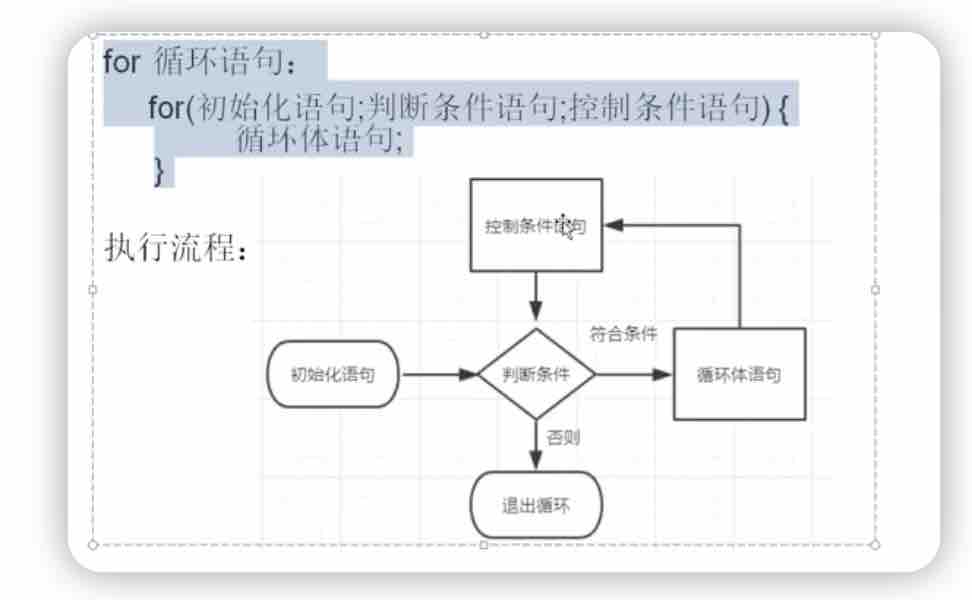 for 循环语句：
for(初始化语句;判断条件语句;控制条件语句) {
循环体语句;
}
执行流程：
控制条件语句
符合条件
初始化语句
判断条件
循环体语句
否则
退出循环